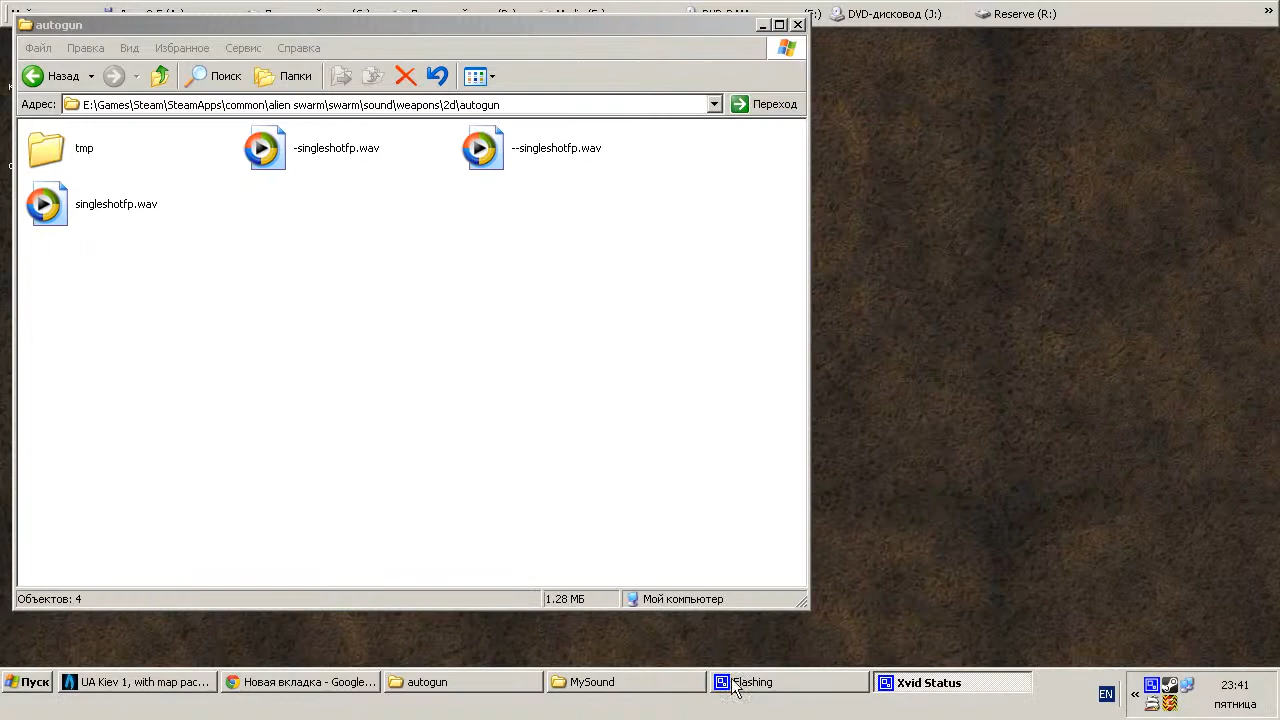 DVD-дисковод (J:)
Reserve (R:)
»
autogun
Файл
Вид
Избранное
Сервис
Справка
Назад
Поиск
Папки
Адрес:
E:\Games\Steam\SteamApps\common\alien swarm\swarm\sound\weapons\2d\autogun
Переход
tmp
-singleshotfp.wav
--singleshotfp.wav
singleshotfp.wav
Объектов: 4
1.28 МБ
Мой компьютер
Пуск
UA Kiev 1, with map pac...
Новая вкладка - Google...
autogun
MySound
Flashing
Xvid Status
EN
«
23:41
пятница